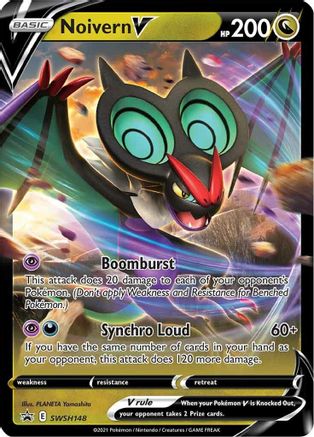 BASIC
Noivern V
HP 200
Boomburst
This attack does 20 damage to each of your opponent's
Pokémon. (Don't apply Weakness and Resistance for Benched
Pokémon.)
Synchro Loud 60+
If you have the same number of cards in your hand as
your opponent, this attack does 120 more damage.
weakness resistance retreat
Illus. PLANETA Yamashita
V rule When your Pokémon V is Knocked Out,
your opponent takes 2 Prize cards.
E SWSH148
©2021 Pokémon / Nintendo / Creatures / GAME FREAK